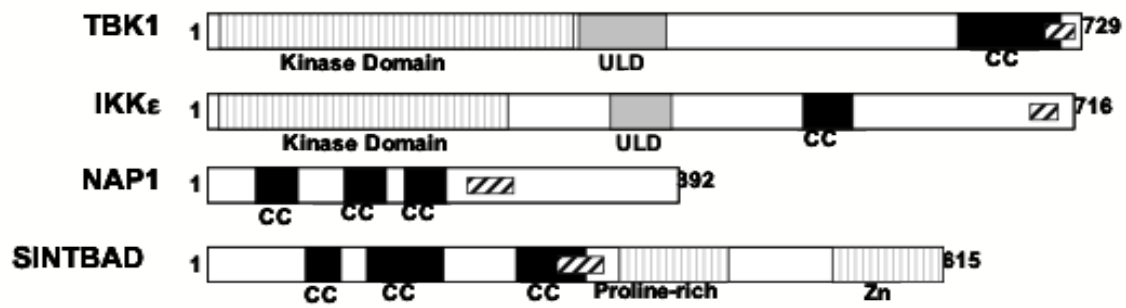 TBK1 1 729
Kinase Domain ULD CC
IKKε 1 716
Kinase Domain ULD CC
NAP1 1 392
CC CC CC
SINTBAD 1 615
CC CC CC Proline-rich Zn